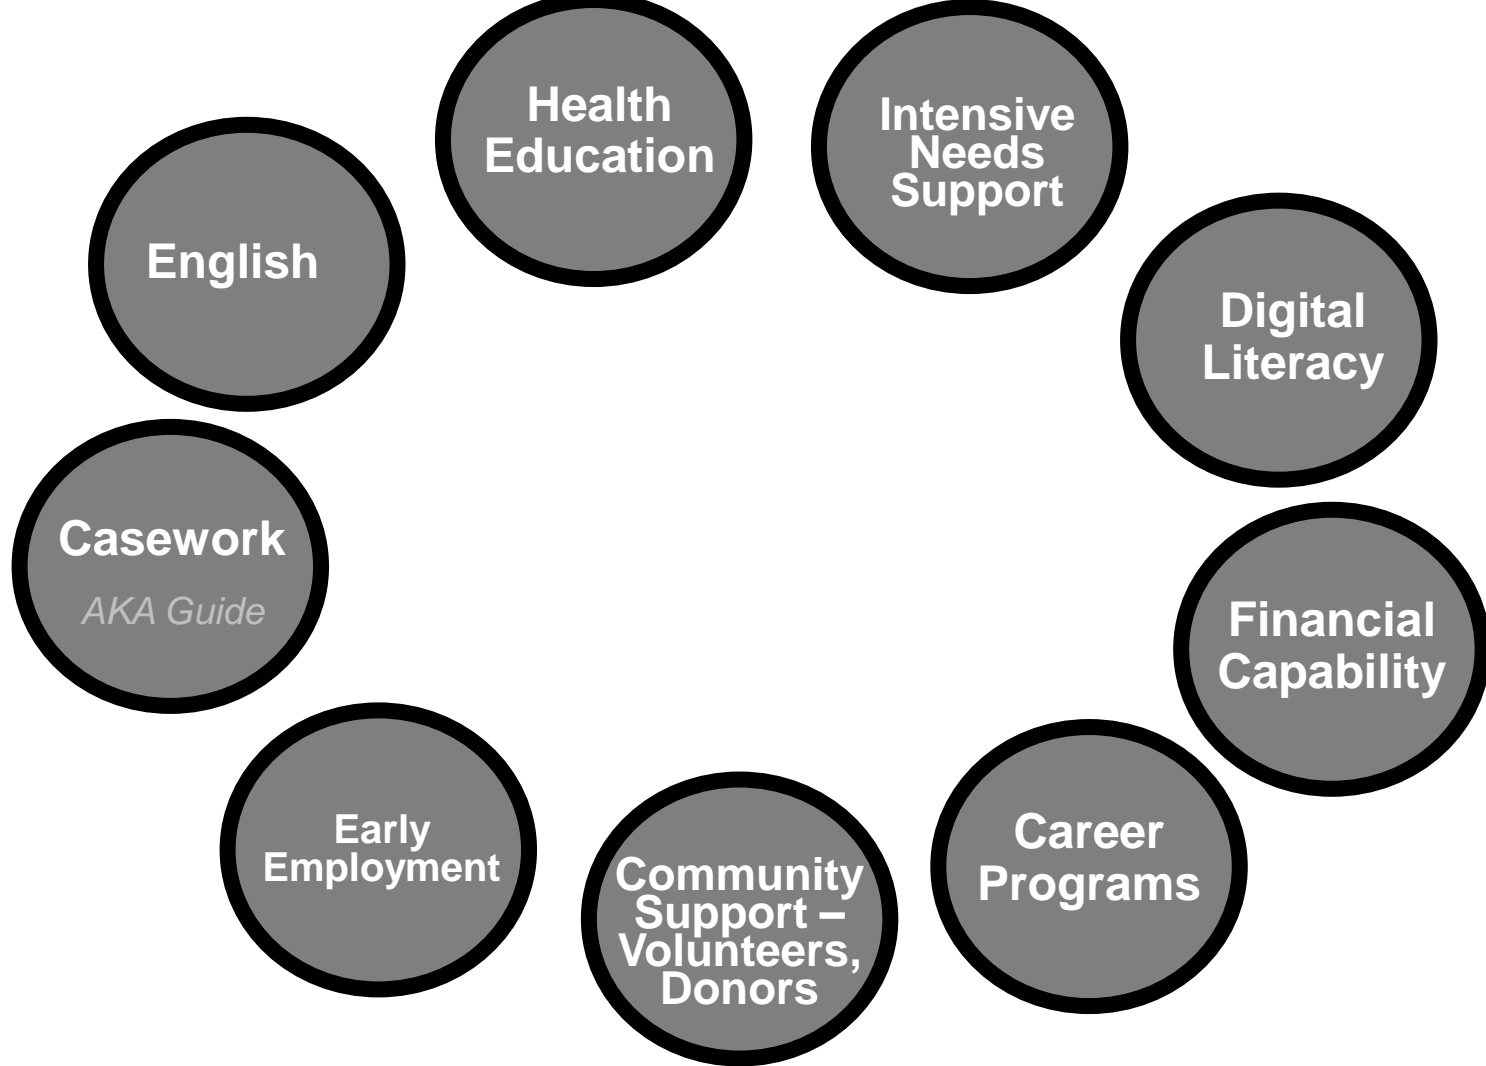 Health
Education
Intensive
Needs
Support
English
Digital
Literacy
Casework
AKA Guide
Financial
Capability
Early
Employment
Community
Support –
Volunteers,
Donors
Career
Programs